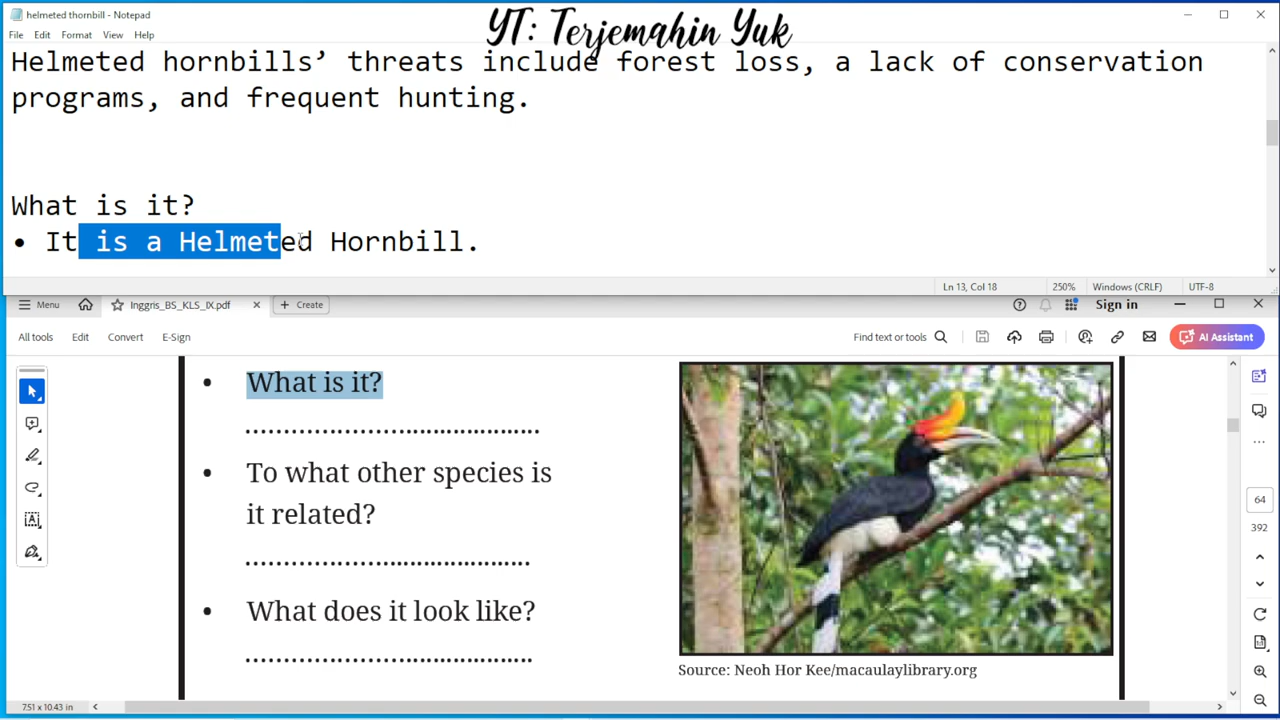 helmeted thornbill - Notepad
YT: Terjemahin Yuk
File Edit Format View Help
Helmeted hornbills’ threats include forest loss, a lack of conservation
programs, and frequent hunting.
What is it?
• It is a Helmeted Hornbill.
Ln 13, Col 18 250% Windows (CRLF) UTF-8
Menu Inggris_BS_KLS_IX.pdf Create Sign in
All tools Edit Convert E-Sign Find text or tools AI Assistant
• What is it?
......................................
• To what other species is
it related?
.....................................
• What does it look like?
.....................................
Source: Neoh Hor Kee/macaulaylibrary.org
64
392
7.51 x 10.43 in